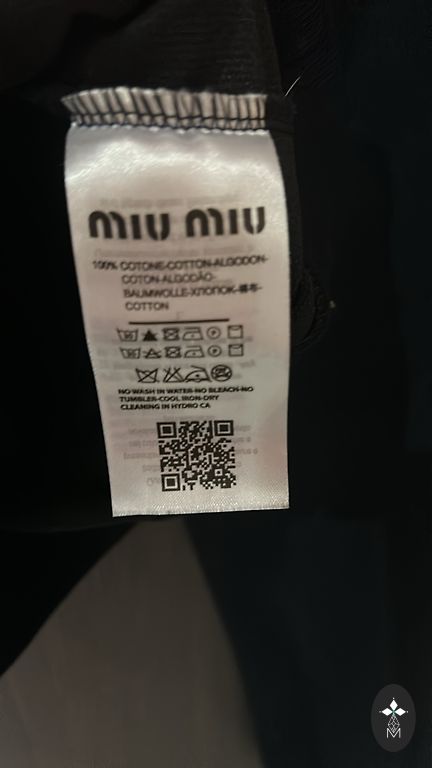 miu miu
100% COTONE-COTTON-ALGODON-
COTON-ALGODÃO-
BAUMWOLLE-ХЛОПОК-棉布-
COTTON
NO WASH IN WATER-NO BLEACH-NO
TUMBLER-COOL IRON-DRY
CLEANING IN HYDRO CA
M